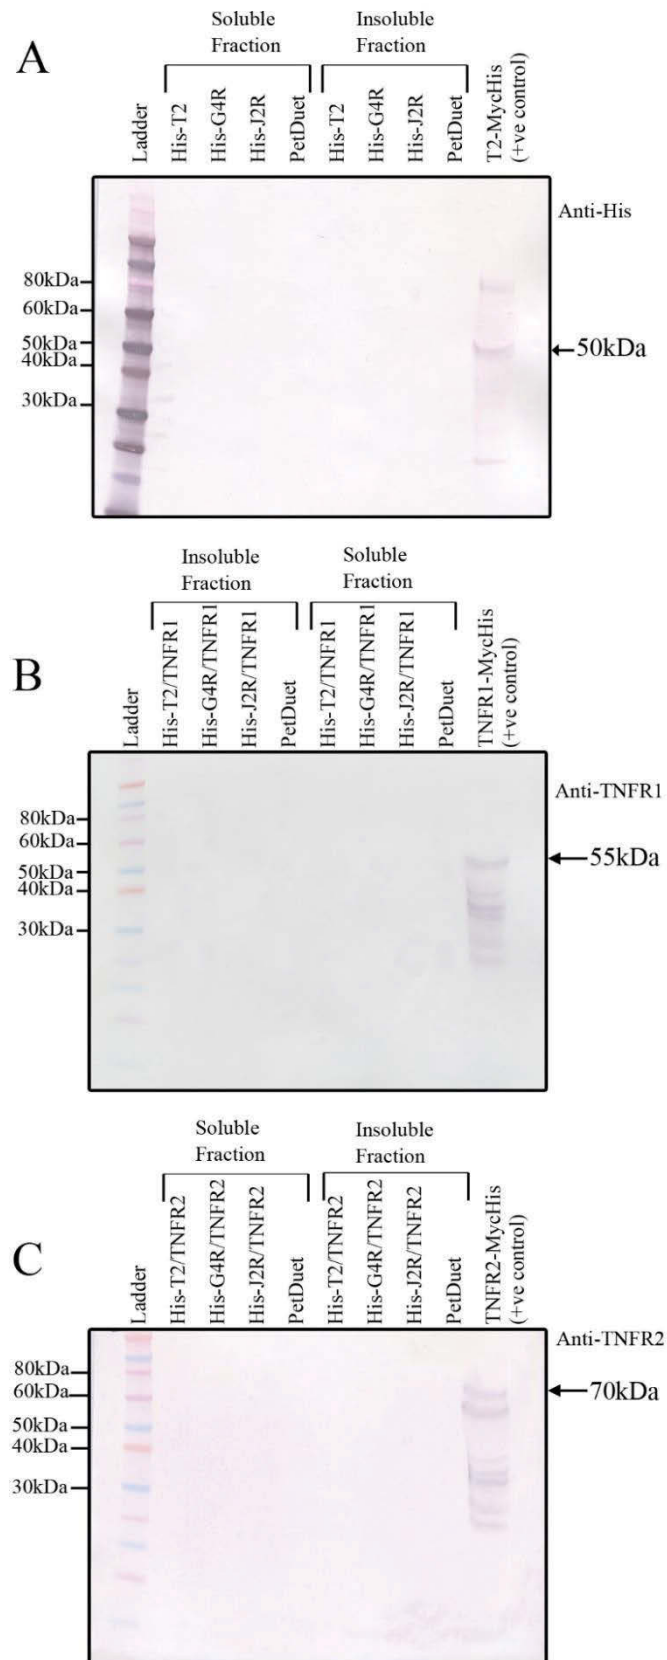 A
Soluble
Fraction
Insoluble
Fraction
Ladder
His-T2
His-G4R
His-J2R
PetDuet
His-T2
His-G4R
His-J2R
PetDuet
T2-MycHis
(+ve control)
Anti-His
80kDa
60kDa
50kDa
40kDa
30kDa
50kDa
B
Insoluble
Fraction
Soluble
Fraction
Ladder
His-T2/TNFR1
His-G4R/TNFR1
His-J2R/TNFR1
PetDuet
His-T2/TNFR1
His-G4R/TNFR1
His-J2R/TNFR1
PetDuet
TNFR1-MycHis
(+ve control)
Anti-TNFR1
80kDa
60kDa
50kDa
40kDa
30kDa
55kDa
C
Soluble
Fraction
Insoluble
Fraction
Ladder
His-T2/TNFR2
His-G4R/TNFR2
His-J2R/TNFR2
PetDuet
His-T2/TNFR2
His-G4R/TNFR2
His-J2R/TNFR2
PetDuet
TNFR2-MycHis
(+ve control)
Anti-TNFR2
80kDa
60kDa
50kDa
40kDa
30kDa
70kDa